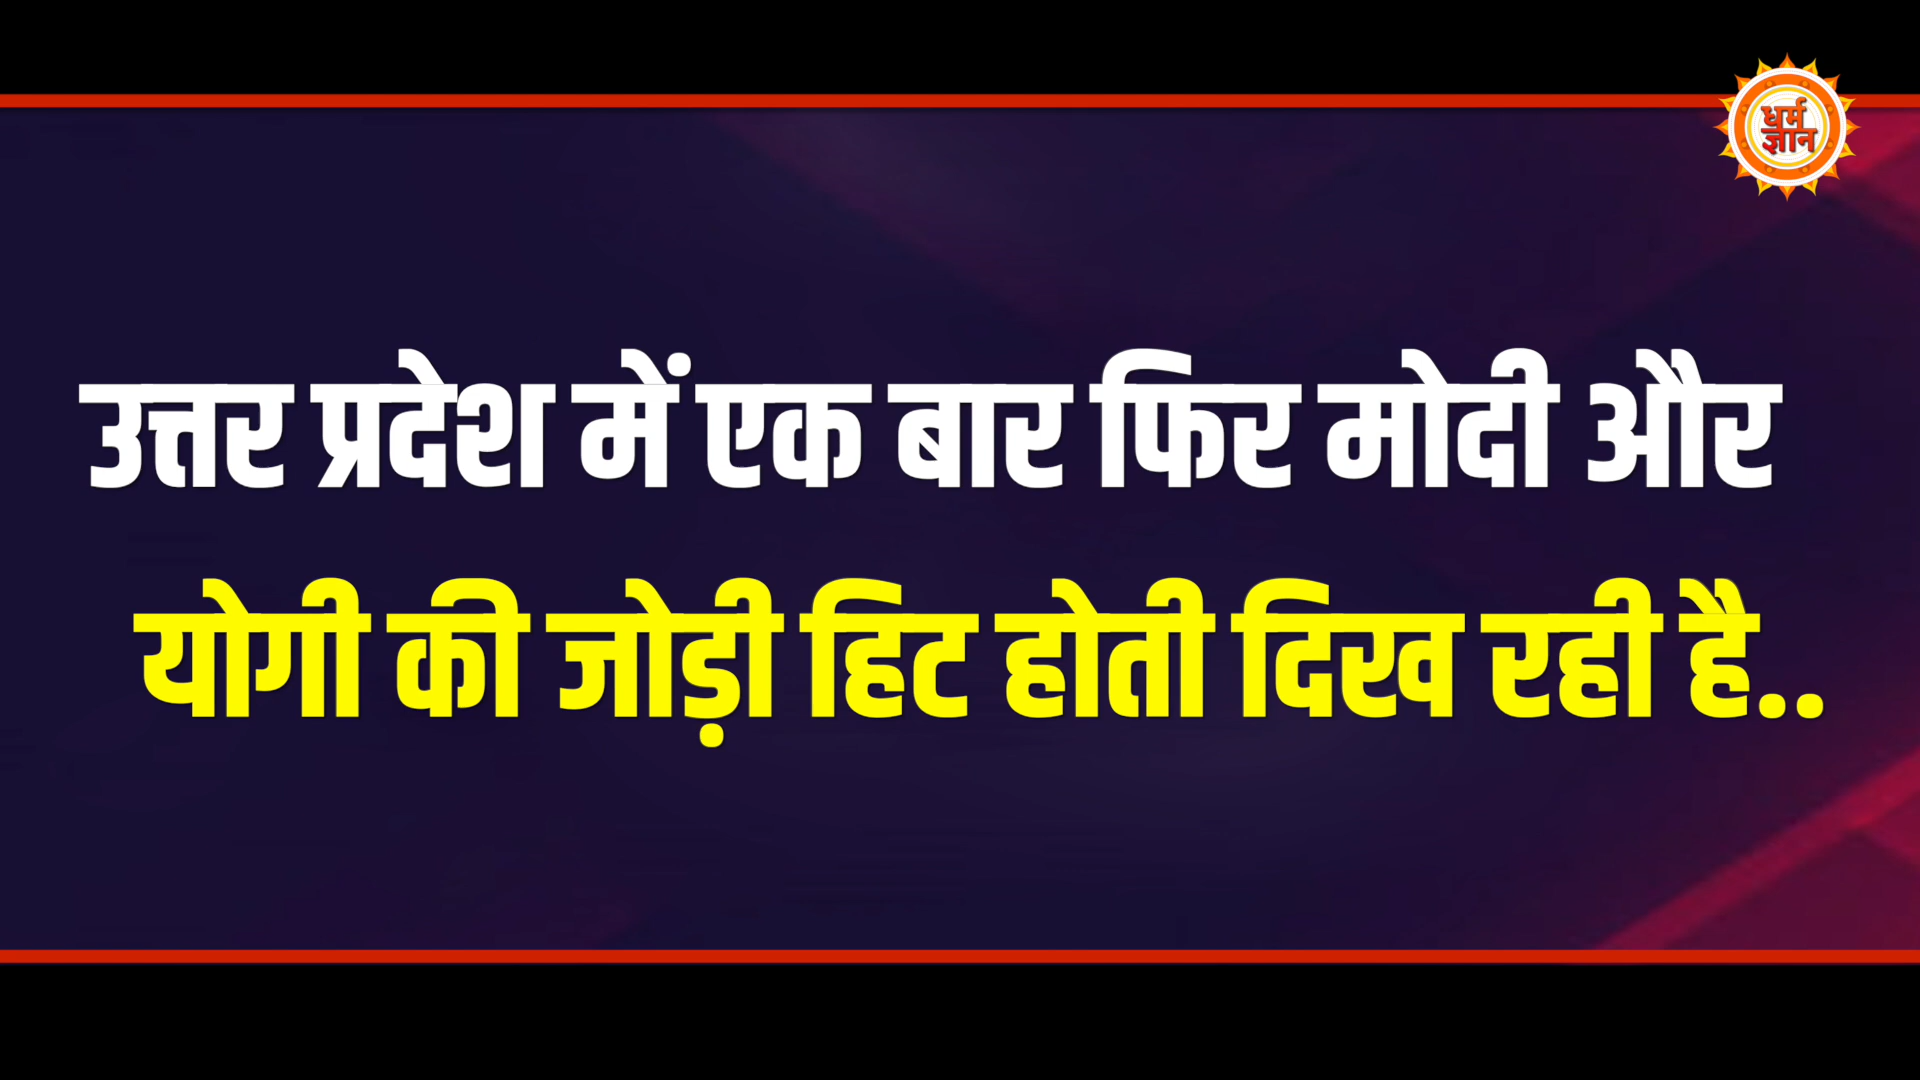 धर्म
ज्ञान
उत्तर प्रदेश में एक बार फिर मोदी और
योगी की जोड़ी हिट होती दिख रही है..